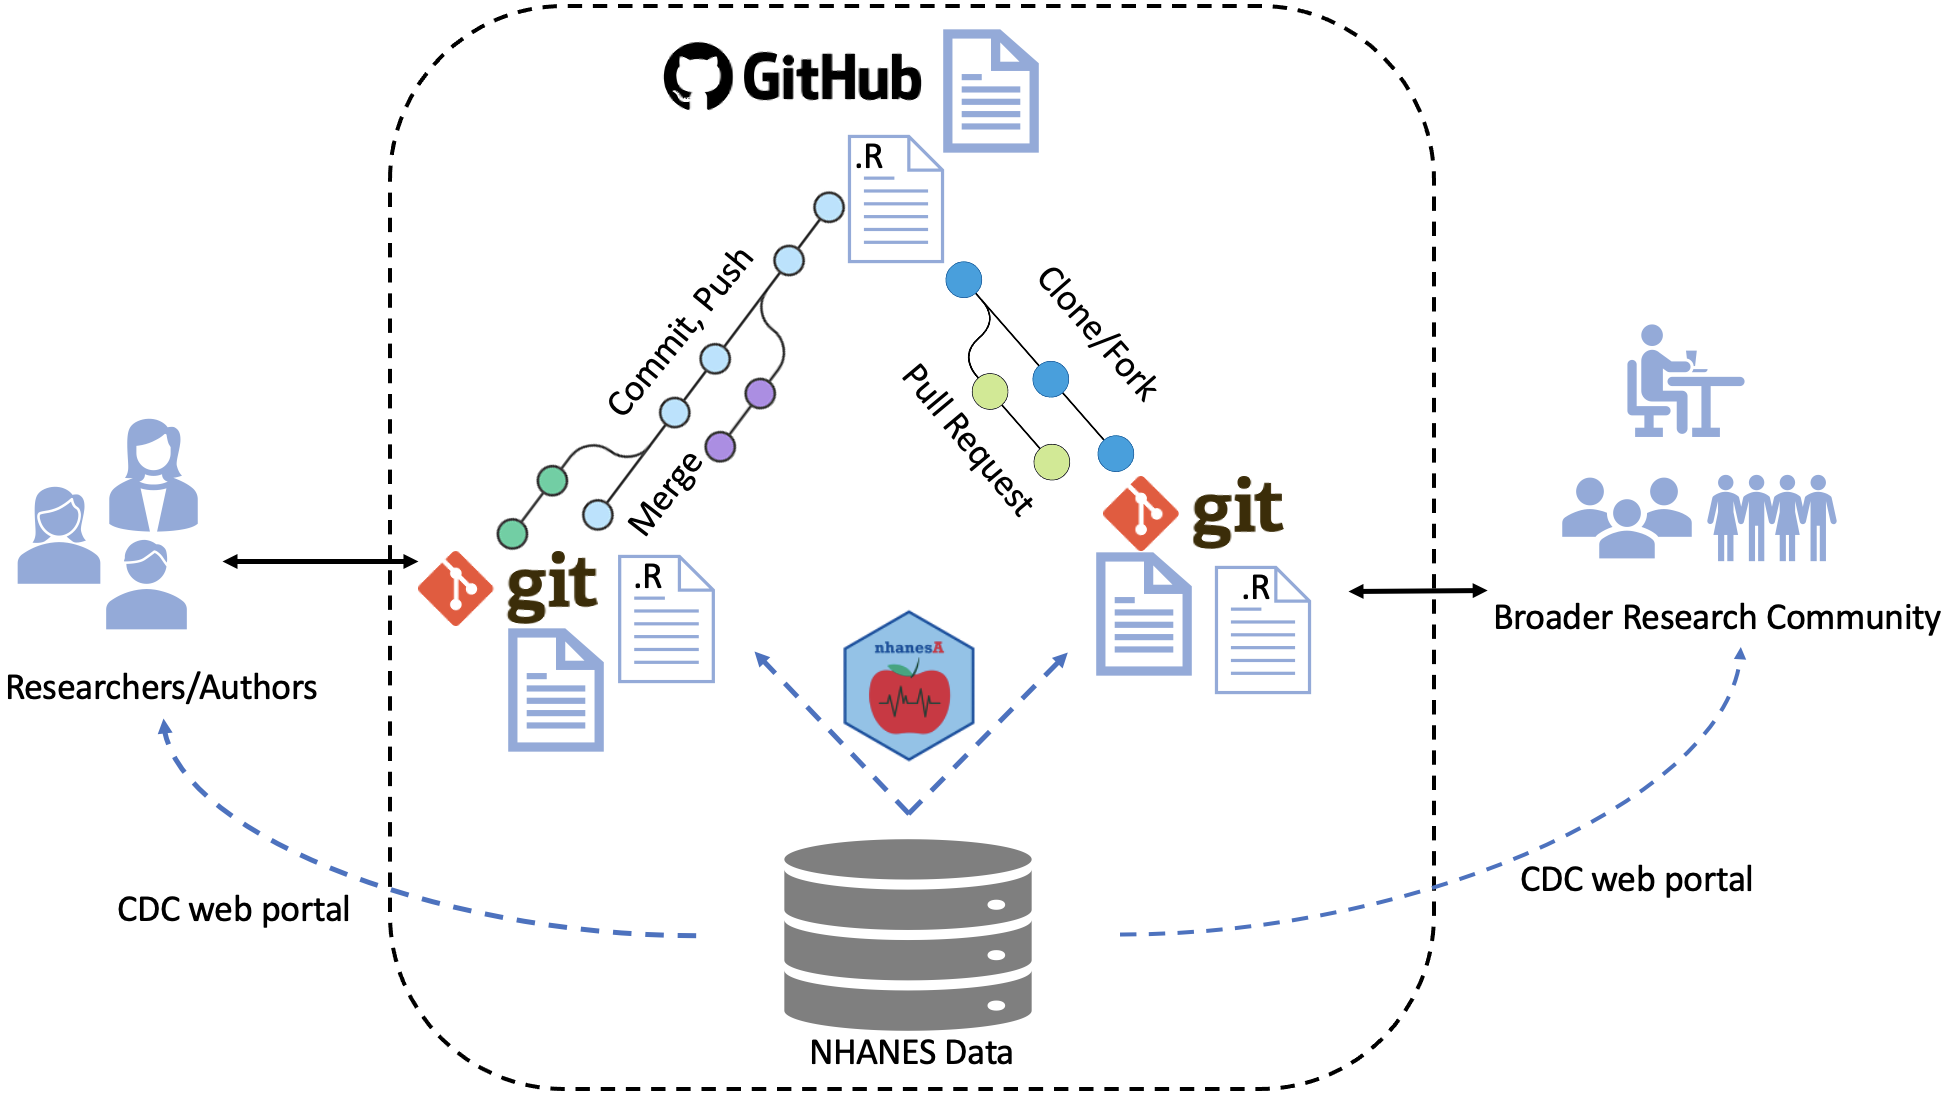 GitHub
.R
Commit, Push
Merge
Clone/Fork
Pull Request
git
.R
git
.R
nhanesA
Researchers/Authors
Broader Research Community
CDC web portal
CDC web portal
NHANES Data